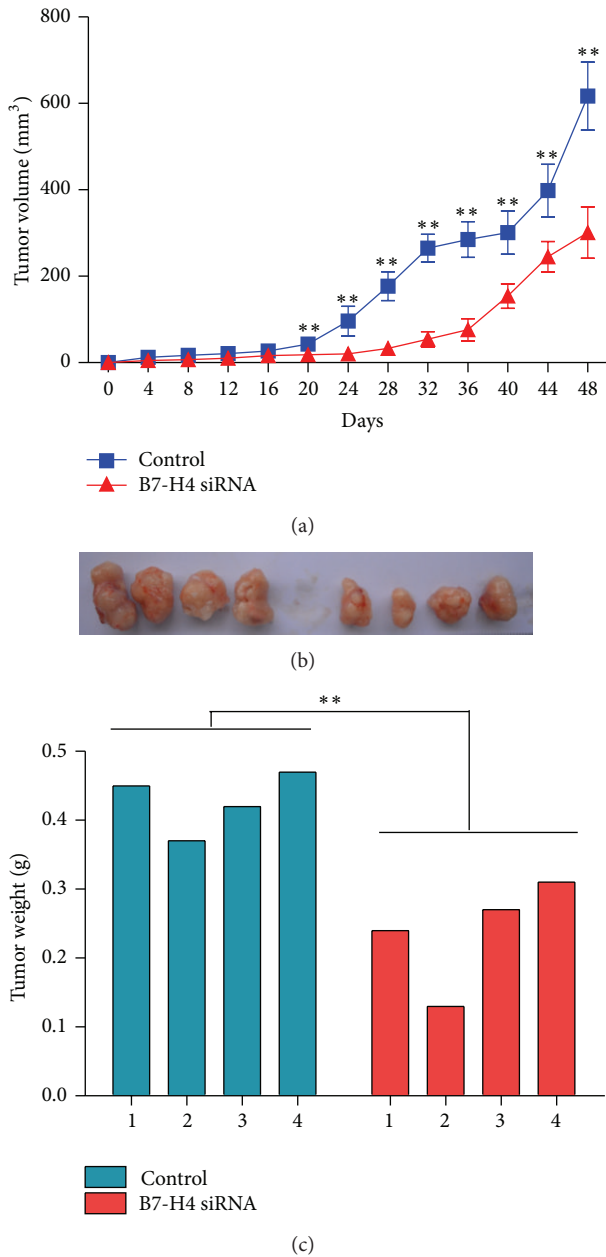 800
600
400
200
0
Tumor volume (mm³)
**
**
**
**
**
**
**
**
0 4 8 12 16 20 24 28 32 36 40 44 48
Days
Control
B7-H4 siRNA
(a)
(b)
**
0.5
0.4
0.3
0.2
0.1
0.0
Tumor weight (g)
1 2 3 4 1 2 3 4
Control
B7-H4 siRNA
(c)